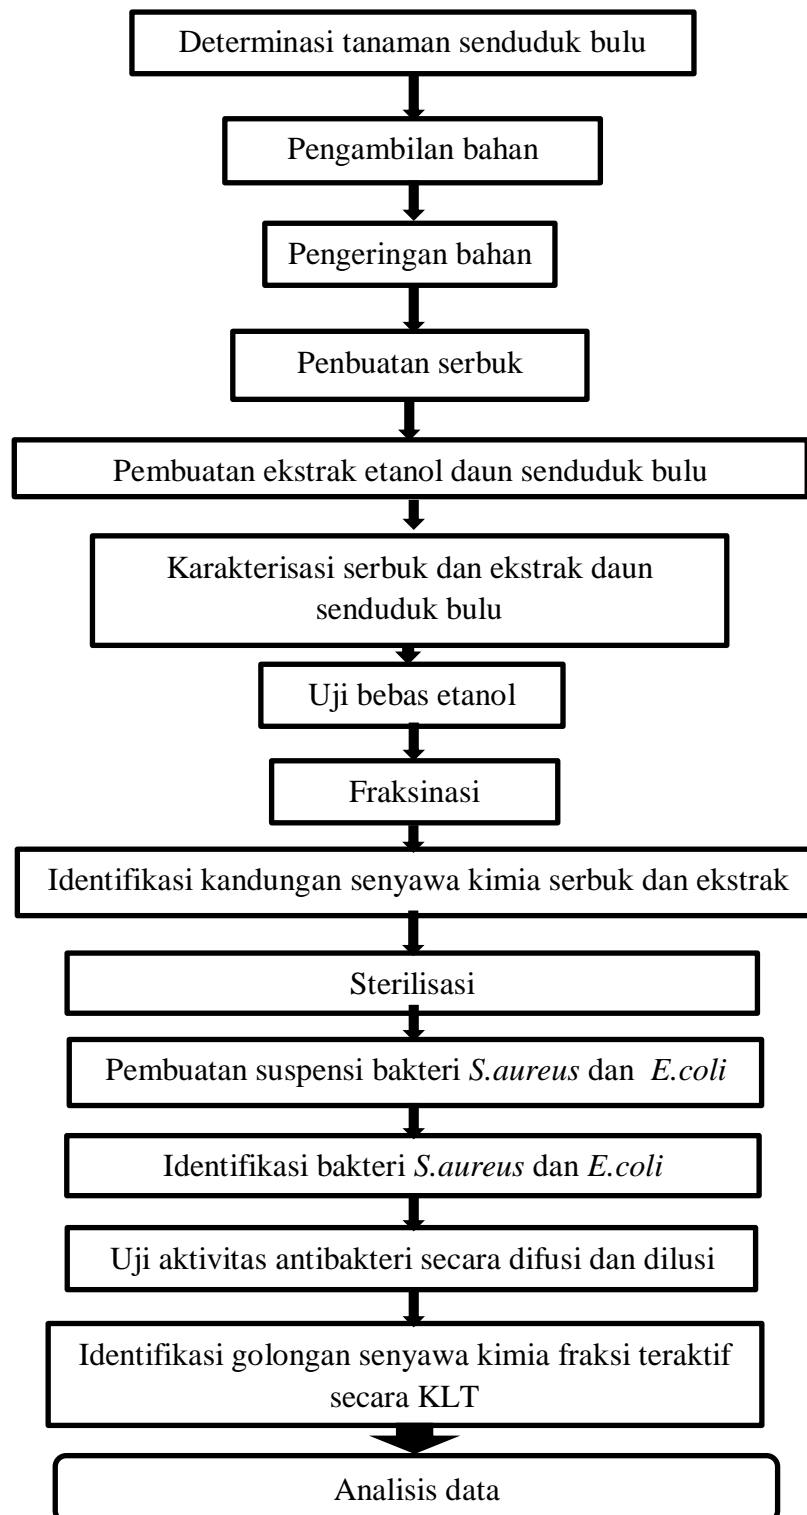 Determinasi tanaman senduduk bulu
Pengambilan bahan
Pengeringan bahan
Penbuatan serbuk
Pembuatan ekstrak etanol daun senduduk bulu
Karakterisasi serbuk dan ekstrak daun
senduduk bulu
Uji bebas etanol
Fraksinasi
Identifikasi kandungan senyawa kimia serbuk dan ekstrak
Sterilisasi
Pembuatan suspensi bakteri S.aureus dan E.coli
Identifikasi bakteri S.aureus dan E.coli
Uji aktivitas antibakteri secara difusi dan dilusi
Identifikasi golongan senyawa kimia fraksi teraktif
secara KLT
Analisis data